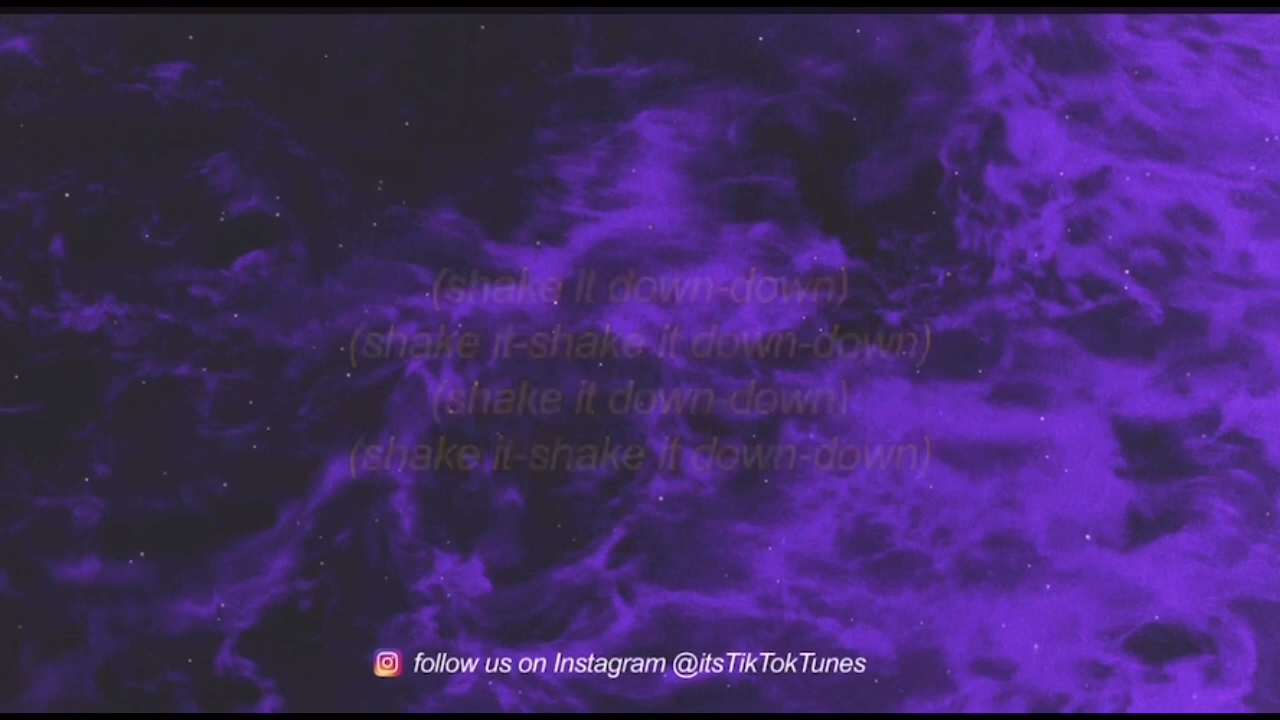 (shake it down-down)
(shake it-shake it down-down)
(shake it down-down)
(shake it-shake it down-down)
follow us on Instagram @itsTikTokTunes